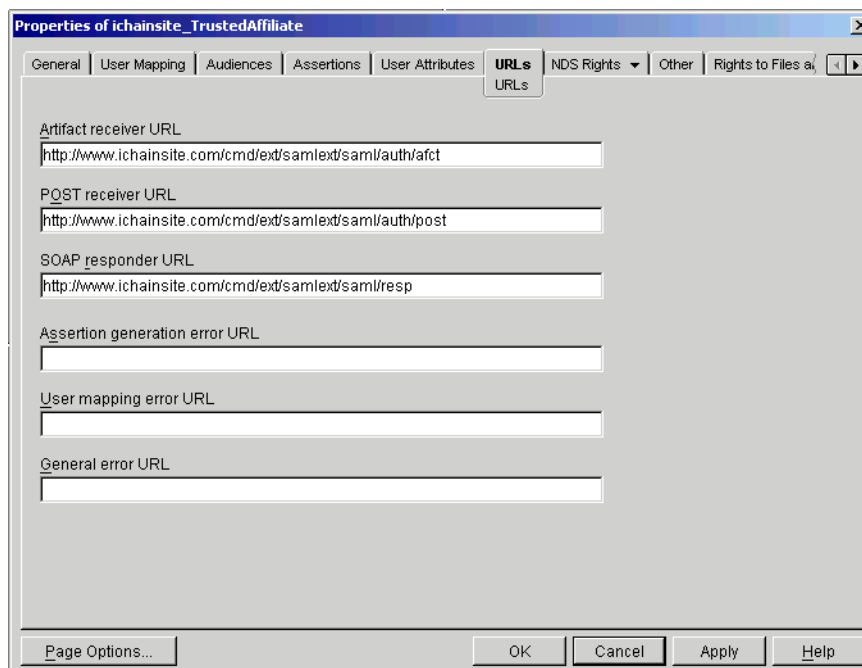 Properties of ichainsite_TrustedAffiliate
General User Mapping Audiences Assertions User Attributes URLs NDS Rights Other Rights to Files a
URLs
Artifact receiver URL
http://www.ichainsite.com/cmd/ext/samlext/saml/auth/afct
POST receiver URL
http://www.ichainsite.com/cmd/ext/samlext/saml/auth/post
SOAP responder URL
http://www.ichainsite.com/cmd/ext/samlext/saml/resp
Assertion generation error URL
User mapping error URL
General error URL
Page Options... OK Cancel Apply Help